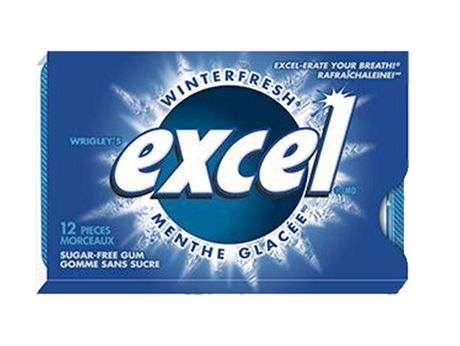 EXCEL-ERATE YOUR BREATH!®
RAFRAÎCHALEINE!MC
WINTERFRESH®
WRIGLEY'S
excel
MD
MENTHE GLACÉE
12 PIECES
MORCEAUX
SUGAR-FREE GUM
GOMME SANS SUCRE